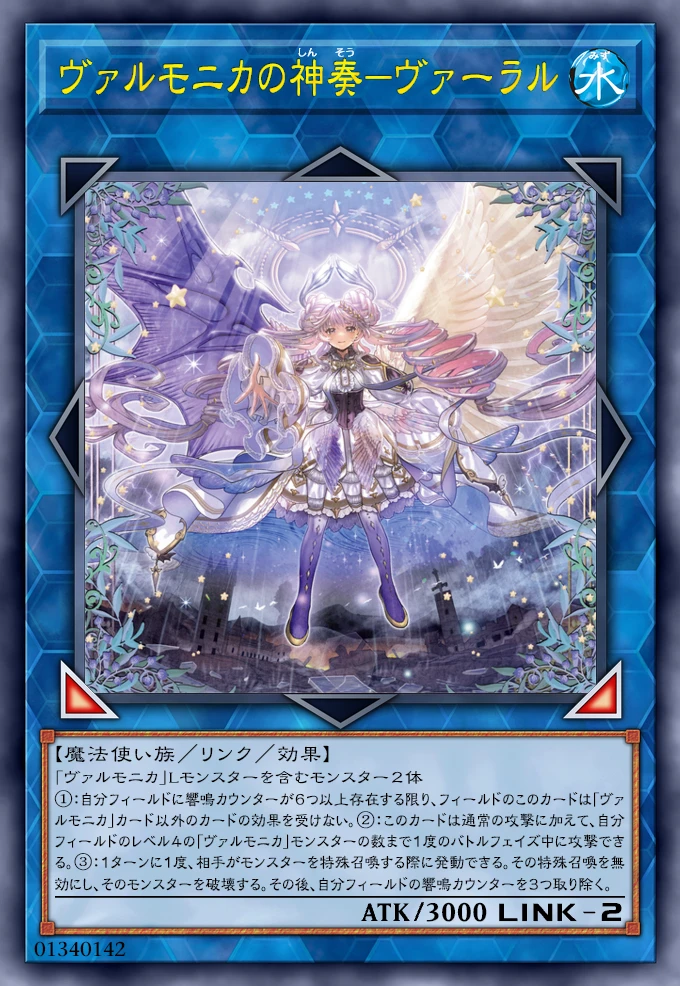 しんそう
ヴァルモニカの神奏－ヴァーラル
みず
水
【魔法使い族／リンク／効果】
「ヴァルモニカ」Lモンスターを含むモンスター２体
①：自分フィールドに響鳴カウンターが６つ以上存在する限り、フィールドのこのカードは「ヴァ
ルモニカ」カード以外のカードの効果を受けない。②：このカードは通常の攻撃に加えて、自分
フィールドのレベル４の「ヴァルモニカ」モンスターの数まで１度のバトルフェイズ中に攻撃でき
る。③：１ターンに１度、相手がモンスターを特殊召喚する際に発動できる。その特殊召喚を無
効にし、そのモンスターを破壊する。その後、自分フィールドの響鳴カウンターを３つ取り除く。
ATK/3000 LINK-2
01340142